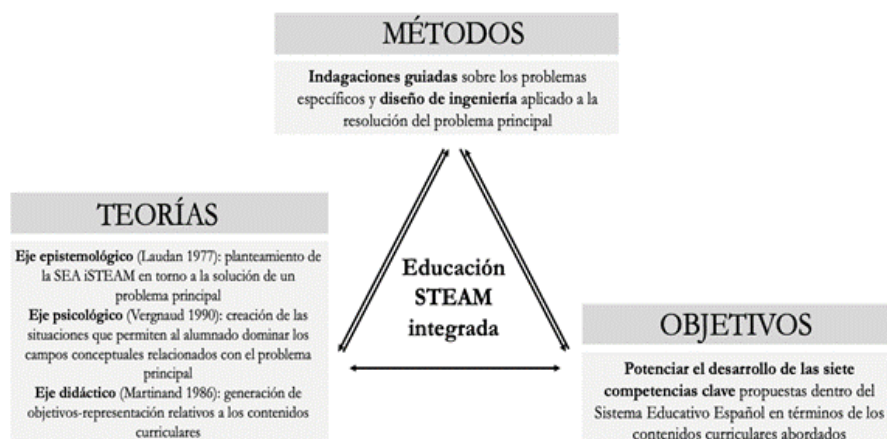 MÉTODOS
Indagaciones guiadas sobre los problemas
específicos y diseño de ingeniería aplicado a la
resolución del problema principal
TEORÍAS
Eje epistemológico (Laudan 1977): planteamiento de
la SEA iSTEAM en torno a la solución de un
problema principal
Eje psicológico (Vergnaud 1990): creación de las
situaciones que permiten al alumnado dominar los
campos conceptuales relacionados con el problema
principal
Eje didáctico (Martinand 1986): generación de
objetivos-representación relativos a los contenidos
curriculares
Educación
STEAM
integrada
OBJETIVOS
Potenciar el desarrollo de las siete
competencias clave propuestas dentro del
Sistema Educativo Español en términos de los
contenidos curriculares abordados